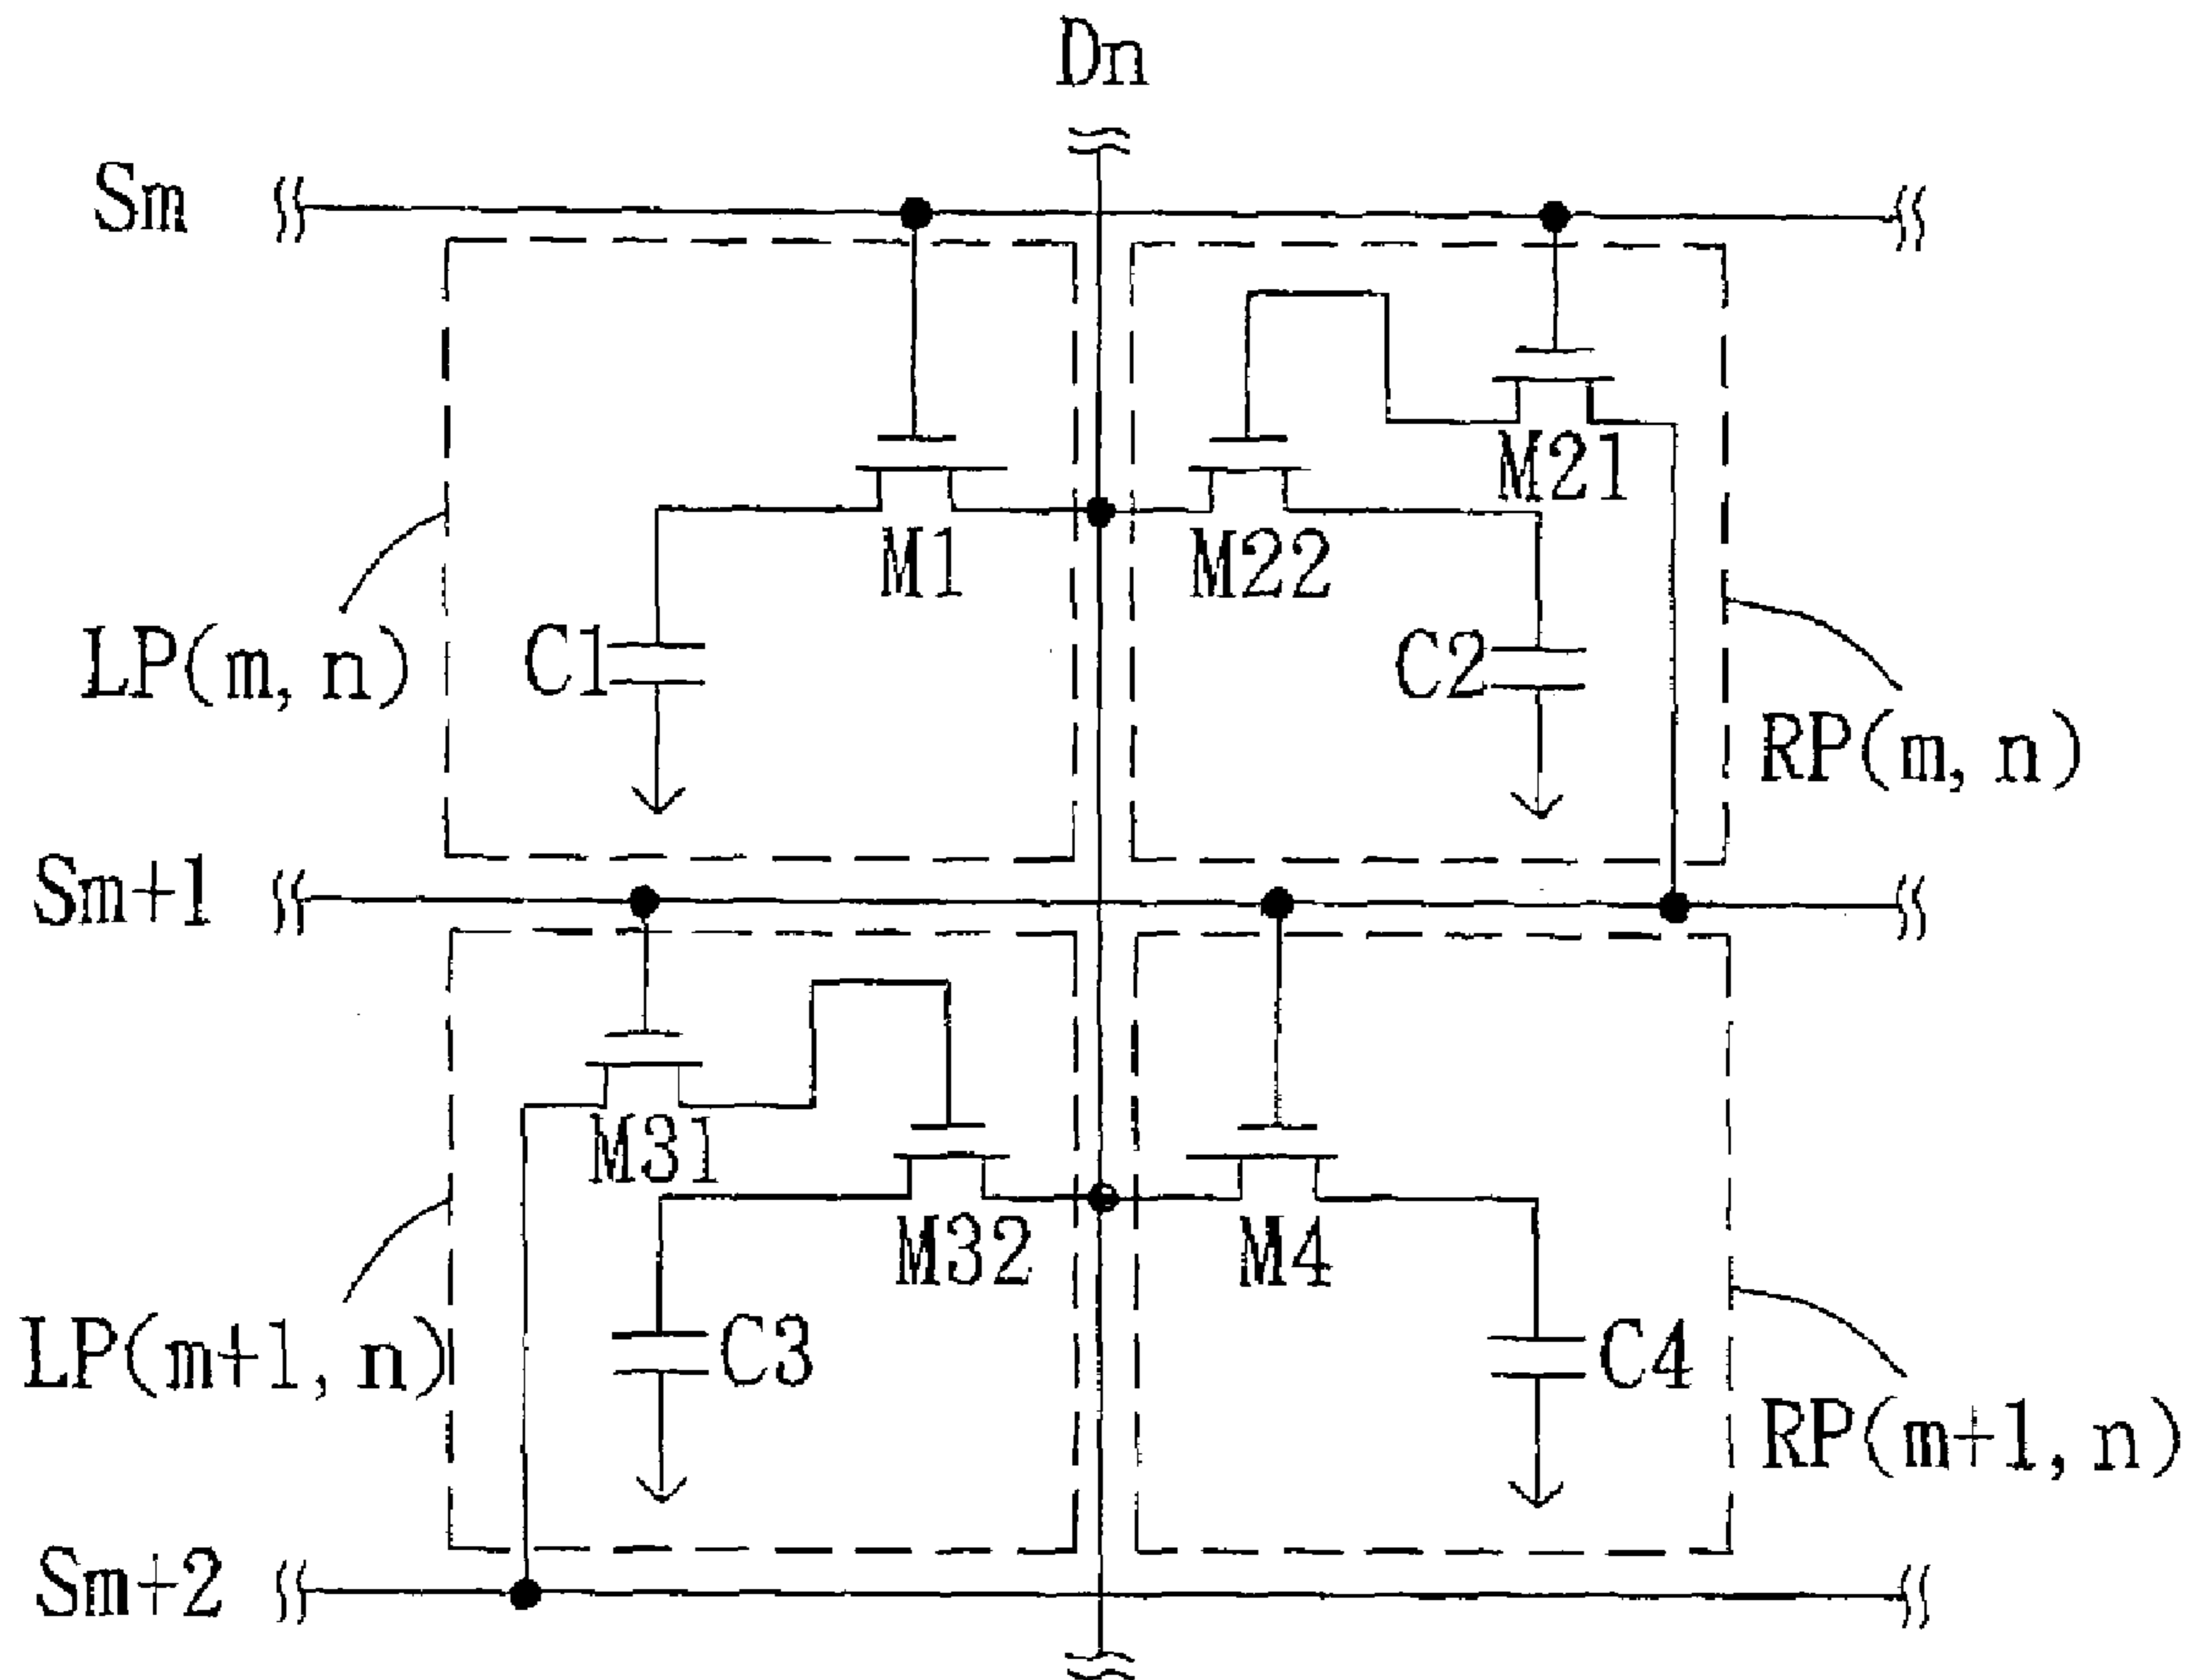 Dn
Sm
M21
M1
M22
LP(m, n)
C1
C2
RP(m, n)
Sm+1
M31
M32
M4
LP(m+1, n)
C3
C4
RP(m+1, n)
Sm+2